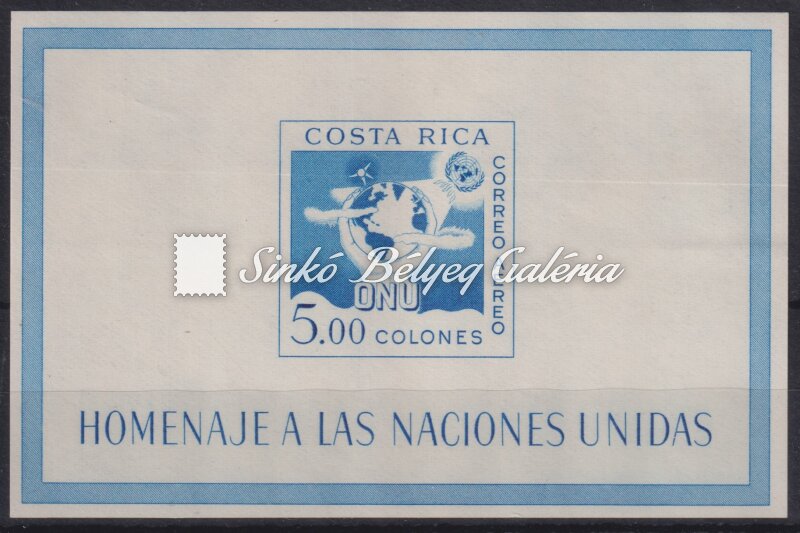 COSTA RICA
CORREO AEREO
Sinkó Bélyeg Galéria
ONU
5.00 COLONES
HOMENAJE A LAS NACIONES UNIDAS